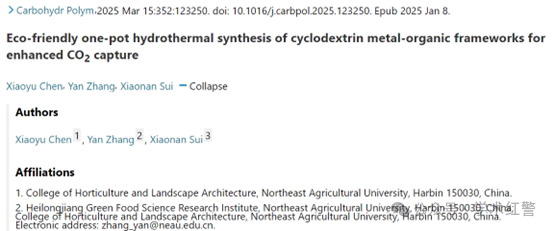 Carbohydr Polym. 2025 Mar 15:352:123250. doi: 10.1016/j.carbpol.2025.123250. Epub 2025 Jan 8.
Eco-friendly one-pot hydrothermal synthesis of cyclodextrin metal-organic frameworks for
enhanced CO2 capture
Xiaoyu Chen, Yan Zhang, Xiaonan Sui − Collapse
Authors
Xiaoyu Chen 1, Yan Zhang 2, Xiaonan Sui 3
Affiliations
1. College of Horticulture and Landscape Architecture, Northeast Agricultural University, Harbin 150030, China.
2. Heilongjiang Green Food Science Research Institute, Northeast Agricultural University, Harbin 150030, China
College of Horticulture and Landscape Architecture, Northeast Agricultural University, Harbin 150030, China.
Electronic address: zhang_yan@neau.edu.cn.